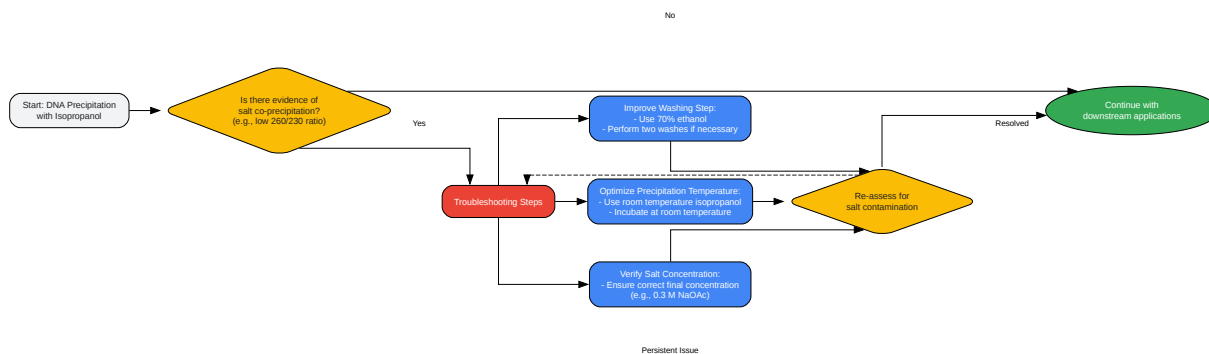 No
Start: DNA Precipitation
with Isopropanol
Is there evidence of
salt co-precipitation?
(e.g., low 260/230 ratio)
Yes
Troubleshooting Steps
Improve Washing Step:
- Use 70% ethanol
- Perform two washes if necessary
Optimize Precipitation Temperature:
- Use room temperature isopropanol
- Incubate at room temperature
Verify Salt Concentration:
- Ensure correct final concentration
(e.g., 0.3 M NaOAc)
Re-assess for
salt contamination
Resolved
Continue with
downstream applications
Persistent Issue